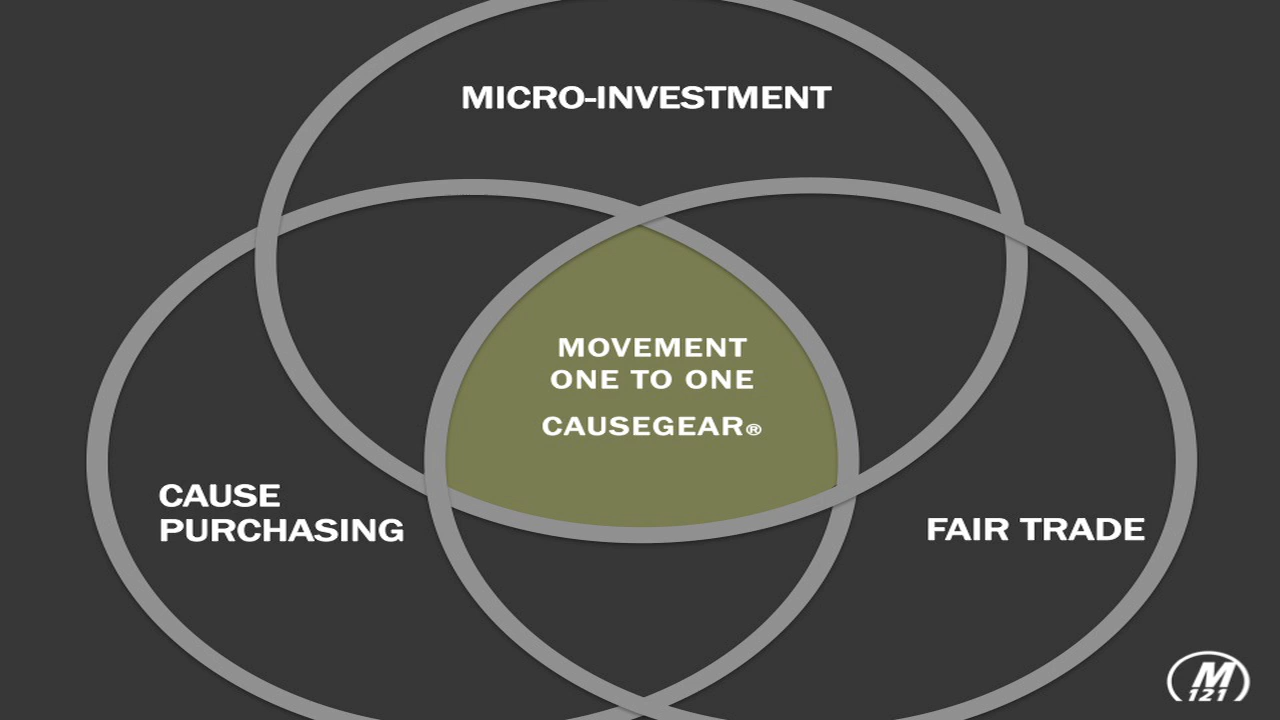 MICRO-INVESTMENT
MOVEMENT
ONE TO ONE
CAUSEGEAR®
CAUSE
PURCHASING
FAIR TRADE
M
121